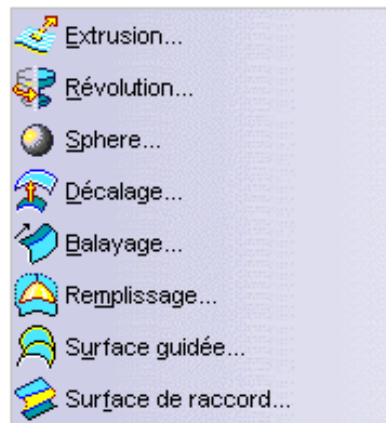 Extrusion...
Révolution...
Sphere...
Décalage...
Balayage...
Remplissage...
Surface guidée...
Surface de raccord...